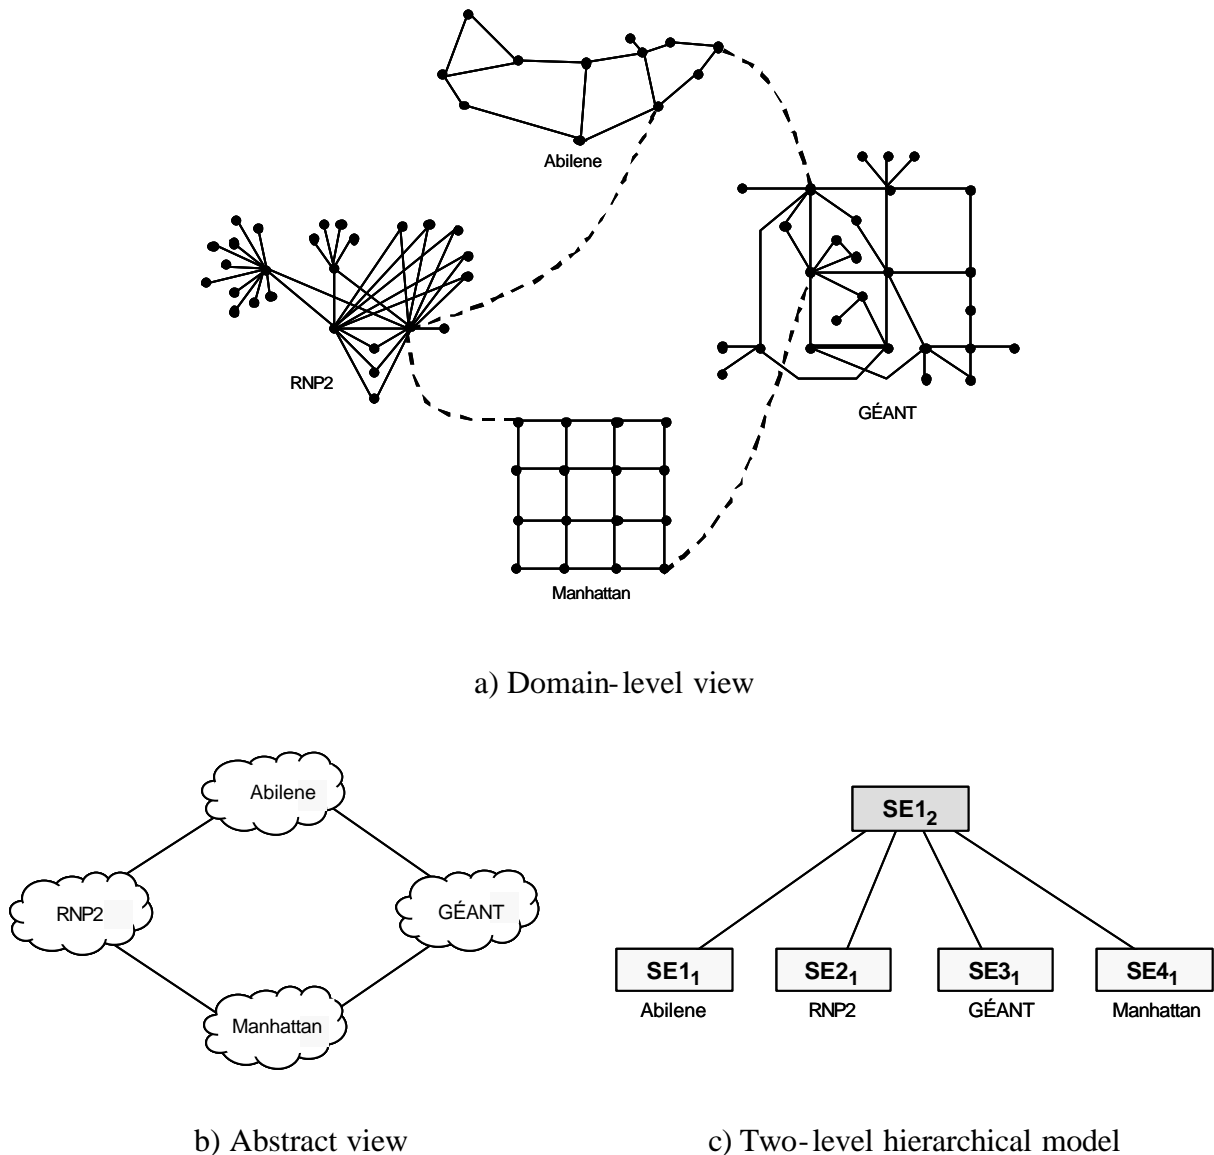 Abilene
RNP2
GÉANT
Manhattan
a) Domain-level view
Abilene
RNP2
GÉANT
Manhattan
SE1₂
SE1₁ SE2₁ SE3₁ SE4₁
Abilene RNP2 GÉANT Manhattan
b) Abstract view
c) Two-level hierarchical model